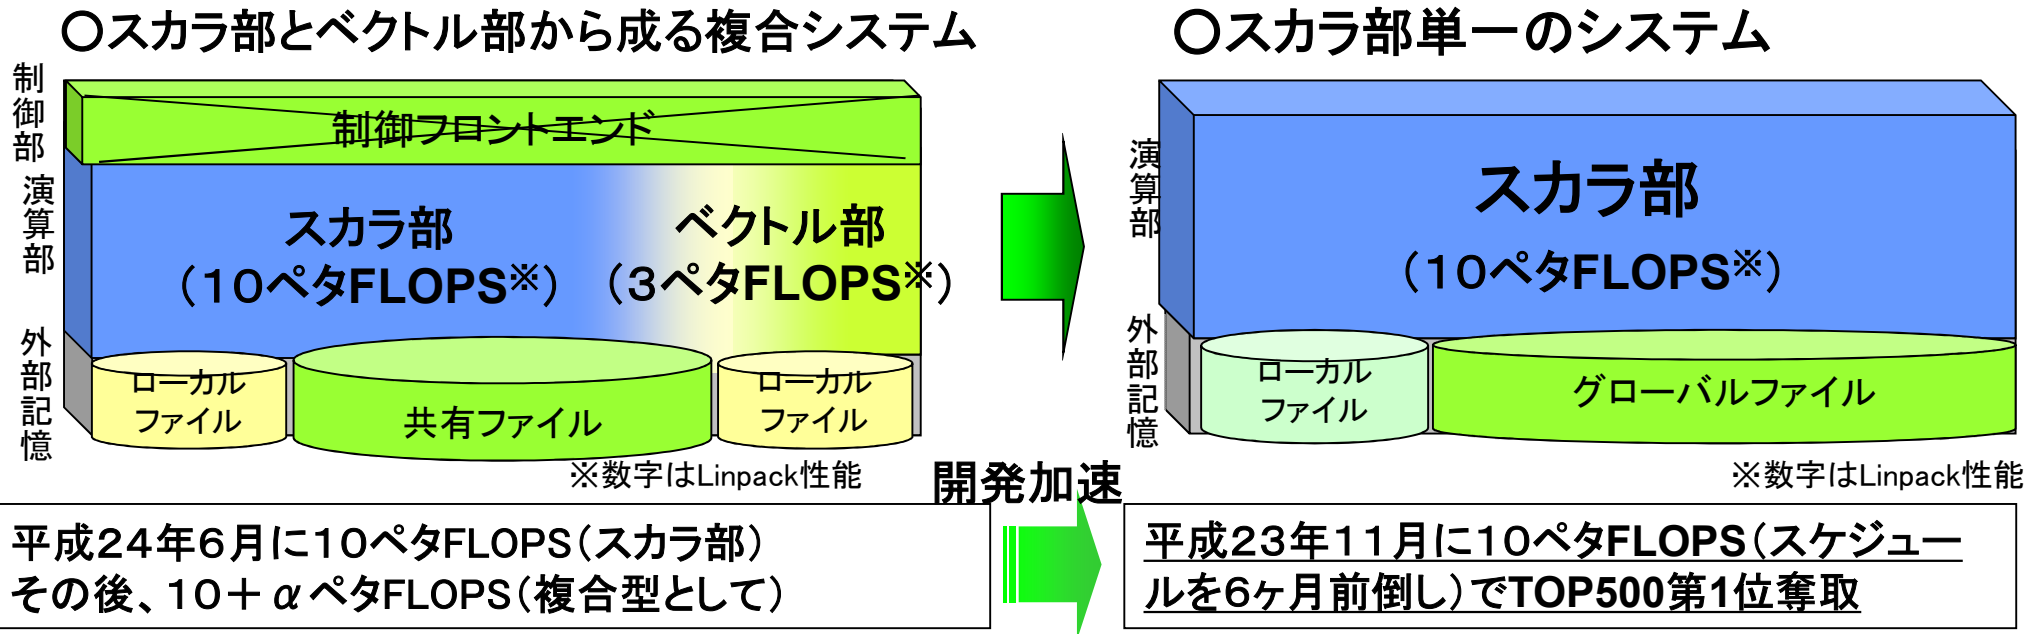 〇スカラ部とベクトル部から成る複合システム
制御部
制御フロントエンド
演算部
スカラ部
（１０ペタFLOPS※）
ベクトル部
（３ペタFLOPS※）
外部記憶
ローカル
ファイル
共有ファイル
ローカル
ファイル
※数字はLinpack性能
〇スカラ部単一のシステム
演算部
スカラ部
（１０ペタFLOPS※）
外部記憶
ローカル
ファイル
グローバルファイル
※数字はLinpack性能
開発加速
平成２４年６月に１０ペタFLOPS（スカラ部）
その後、１０＋αペタFLOPS（複合型として）
平成２３年１１月に１０ペタFLOPS（スケジュー
ルを６ヶ月前倒し）でTOP500第1位奪取